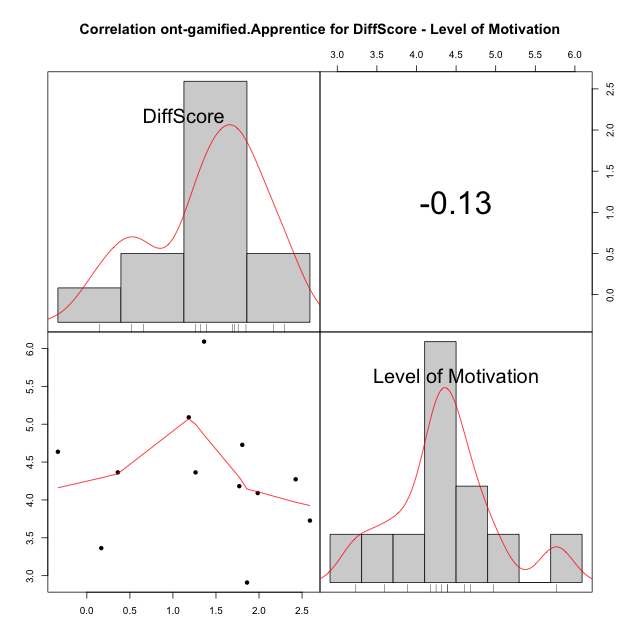 Correlation ont-gamified.Apprentice for DiffScore - Level of Motivation
3.0 3.5 4.0 4.5 5.0 5.5 6.0
DiffScore
-0.13
2.5
2.0
1.5
1.0
0.5
0.0
Level of Motivation
6.0
5.5
5.0
4.5
4.0
3.5
3.0
0.0 0.5 1.0 1.5 2.0 2.5